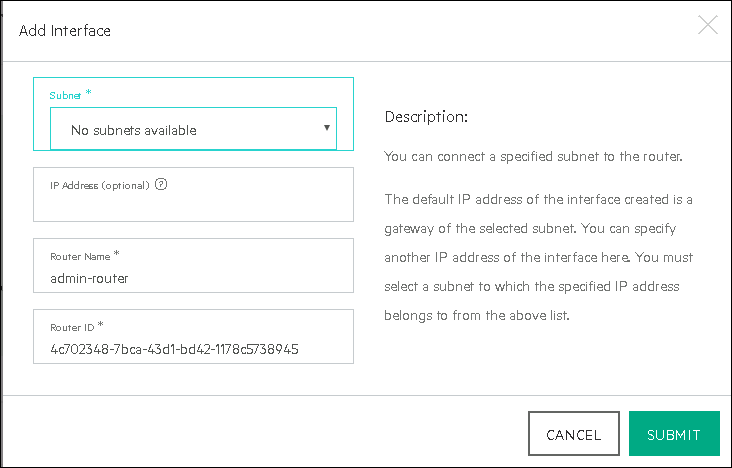 Add Interface
Subnet *
No subnets available
IP Address (optional) ?
Router Name *
admin-router
Router ID *
4c702348-7bca-43d1-bd42-1178c5738945
Description:
You can connect a specified subnet to the router.
The default IP address of the interface created is a
gateway of the selected subnet. You can specify
another IP address of the interface here. You must
select a subnet to which the specified IP address
belongs to from the above list.
CANCEL
SUBMIT